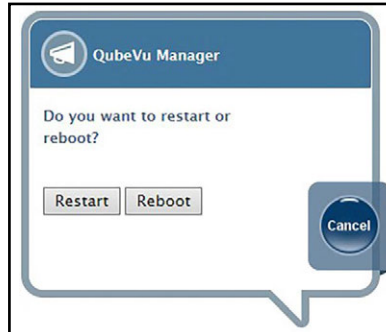 QubeVu Manager
Do you want to restart or
reboot?
Restart Reboot
Cancel